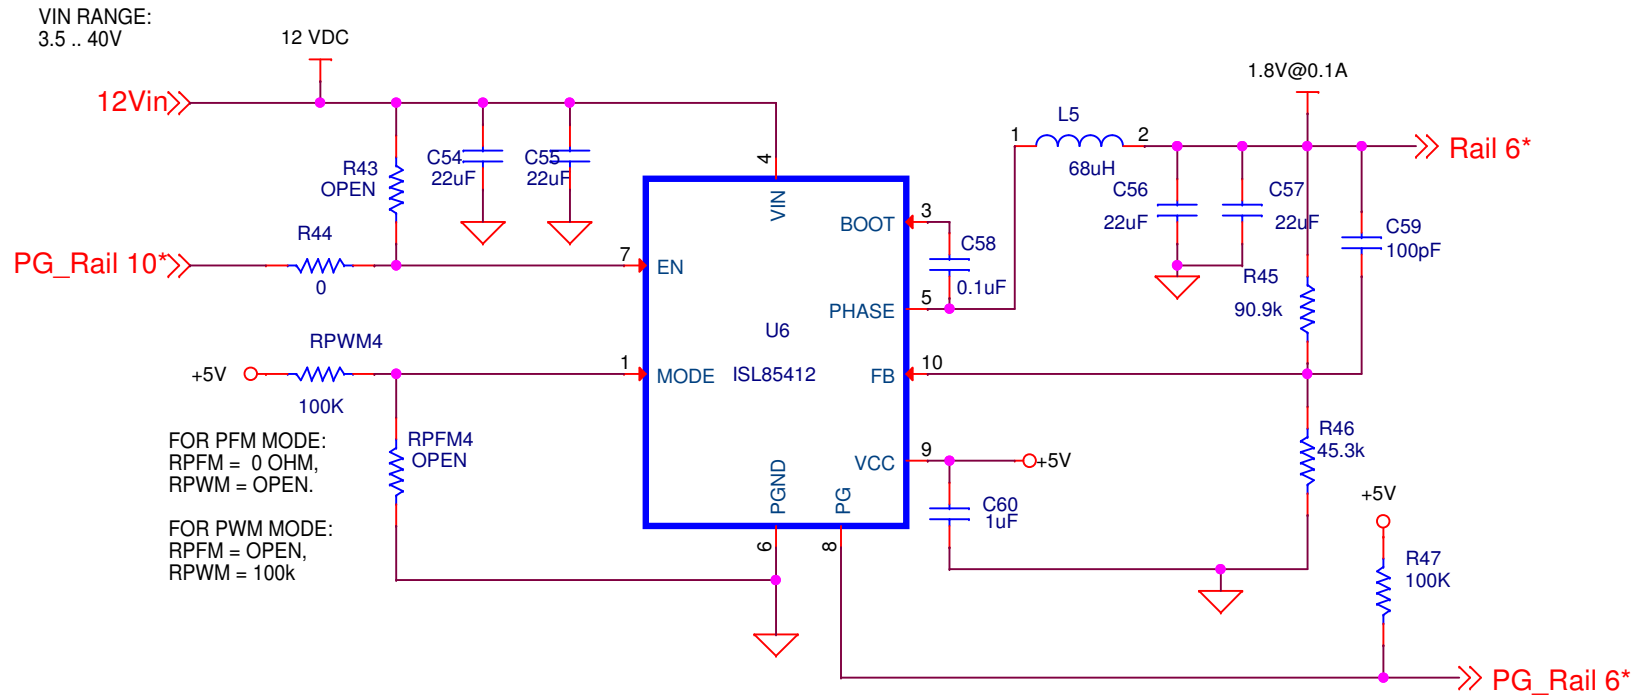 VIN RANGE:
3.5 .. 40V
12 VDC
12Vin
R43
OPEN
C54
22uF
C55
22uF
4
VIN
PG_Rail 10*
R44
0
7
EN
+5V
RPWM4
100K
1
MODE
RPFM4
OPEN
FOR PFM MODE:
RPFM =  0 OHM,
RPWM = OPEN.
FOR PWM MODE:
RPFM = OPEN,
RPWM = 100k
U6
ISL85412
BOOT
3
C58
0.1uF
PHASE
5
FB
10
VCC
9
+5V
C60
1uF
PGND
6
PG
8
1
L5
2
68uH
1.8V@0.1A
Rail 6*
C56
22uF
C57
22uF
C59
100pF
R45
90.9k
R46
45.3k
+5V
R47
100K
PG_Rail 6*